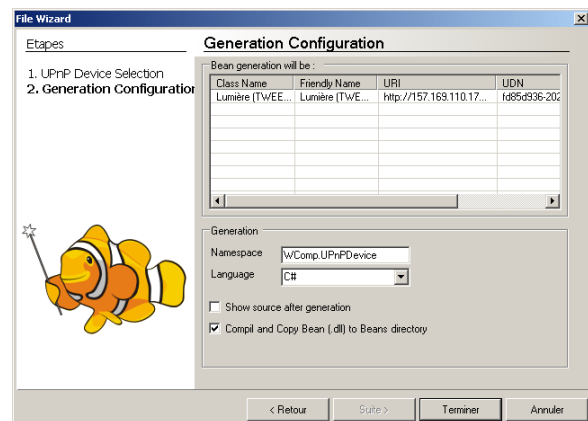 File Wizard
Etapes
1. UPnP Device Selection
2. Generation Configuration
Generation Configuration
Bean generation will be :
Class Name Friendly Name URI UDN
Lumière (TWEE... Lumière (TWE... http://157.169.110.17... fd85d936-202
Generation
Namespace WComp.UPnPDevice
Language C#
Show source after generation
Compil and Copy Bean (.dll) to Beans directory
< Retour Suite > Terminer Annuler